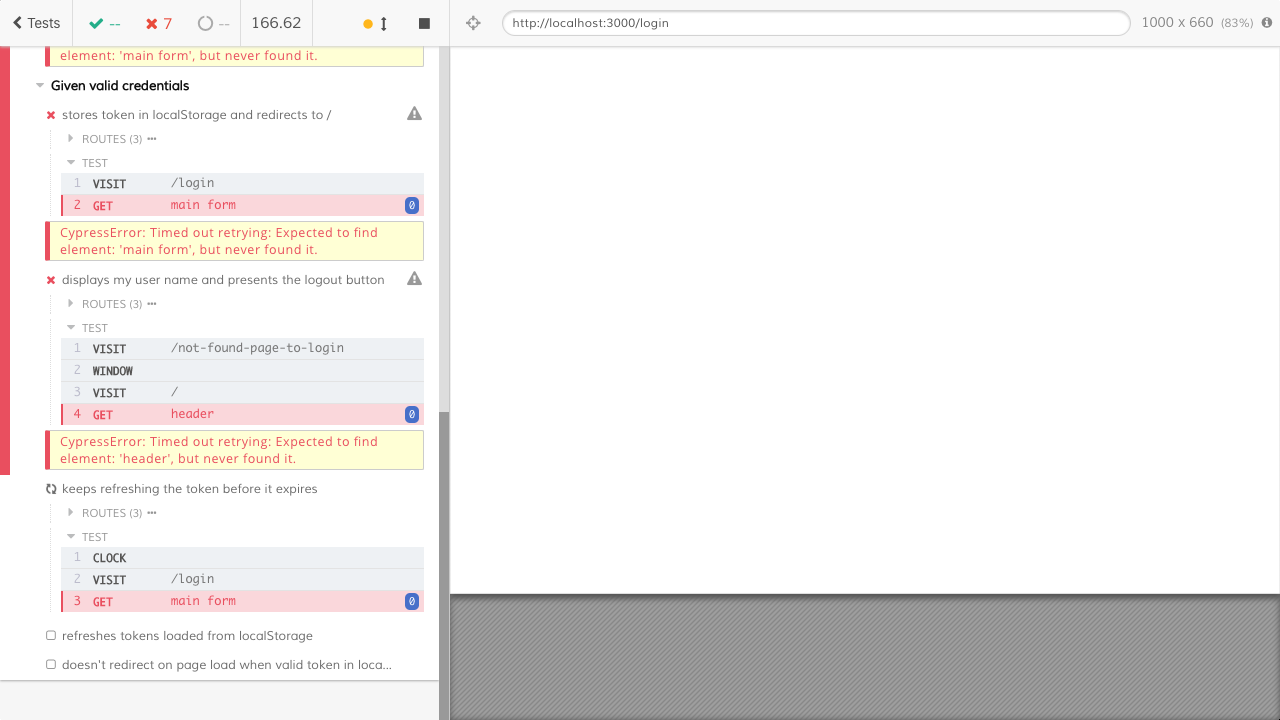 Tests -- 7 -- 166.62 http://localhost:3000/login 1000 x 660 (83%)
element: 'main form', but never found it.
Given valid credentials
stores token in localStorage and redirects to /
ROUTES (3) •••
TEST
1 VISIT /login
2 GET main form 0
CypressError: Timed out retrying: Expected to find
element: 'main form', but never found it.
displays my user name and presents the logout button
ROUTES (3) •••
TEST
1 VISIT /not-found-page-to-login
2 WINDOW
3 VISIT /
4 GET header 0
CypressError: Timed out retrying: Expected to find
element: 'header', but never found it.
keeps refreshing the token before it expires
ROUTES (3) •••
TEST
1 CLOCK
2 VISIT /login
3 GET main form 0
refreshes tokens loaded from localStorage
doesn't redirect on page load when valid token in loca...